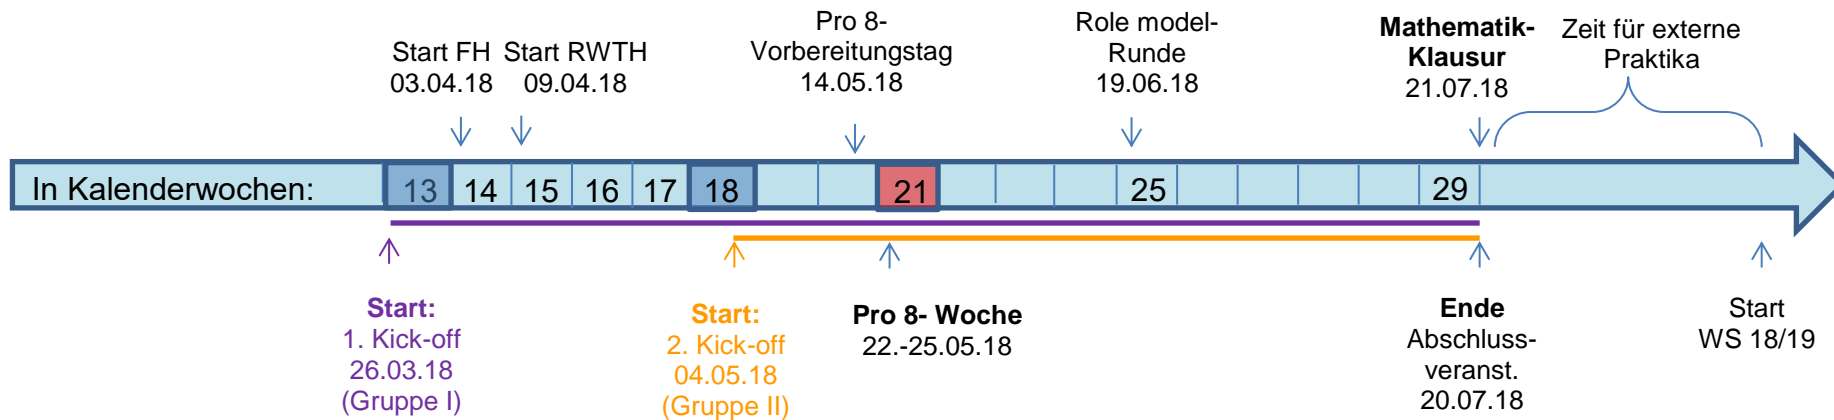 Start FH
03.04.18
Start RWTH
09.04.18
Pro 8-
Vorbereitungstag
14.05.18
Role model-
Runde
19.06.18
Mathematik-
Klausur
21.07.18
Zeit für externe
Praktika
In Kalenderwochen: 13 14 15 16 17 18 21 25 29
Start:
1. Kick-off
26.03.18
(Gruppe I)
Start:
2. Kick-off
04.05.18
(Gruppe II)
Pro 8- Woche
22.-25.05.18
Ende
Abschluss-
veranst.
20.07.18
Start
WS 18/19